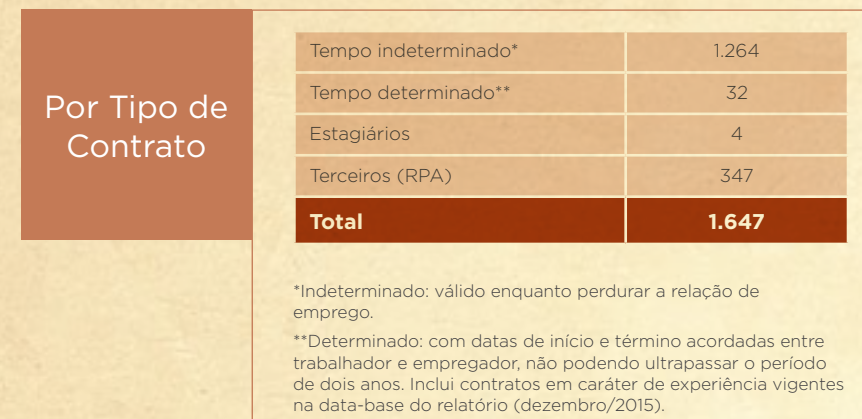 Por Tipo de
Contrato
Tempo indeterminado* 1.264
Tempo determinado** 32
Estagiários 4
Terceiros (RPA) 347
Total 1.647
*Indeterminado: válido enquanto perdurar a relação de
emprego.
**Determinado: com datas de início e término acordadas entre
trabalhador e empregador, não podendo ultrapassar o período
de dois anos. Inclui contratos em caráter de experiência vigentes
na data-base do relatório (dezembro/2015).